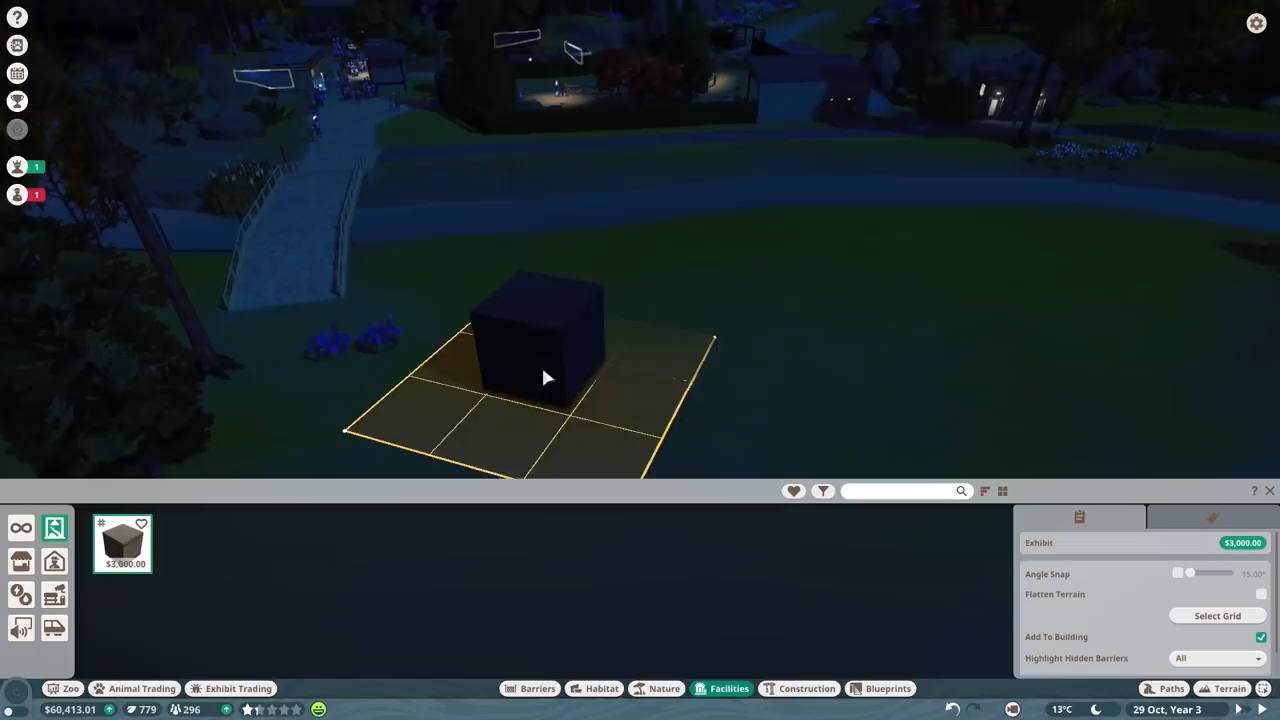 ?
1
1
? ×
#
$3,000.00
Exhibit $3,000.00
Angle Snap 15.00°
Flatten Terrain
Select Grid
Add To Building
Highlight Hidden Barriers All
Zoo Animal Trading Exhibit Trading Barriers Habitat Nature Facilities Construction Blueprints Paths Terrain
$60,413.01 779 296 13°C 29 Oct, Year 3